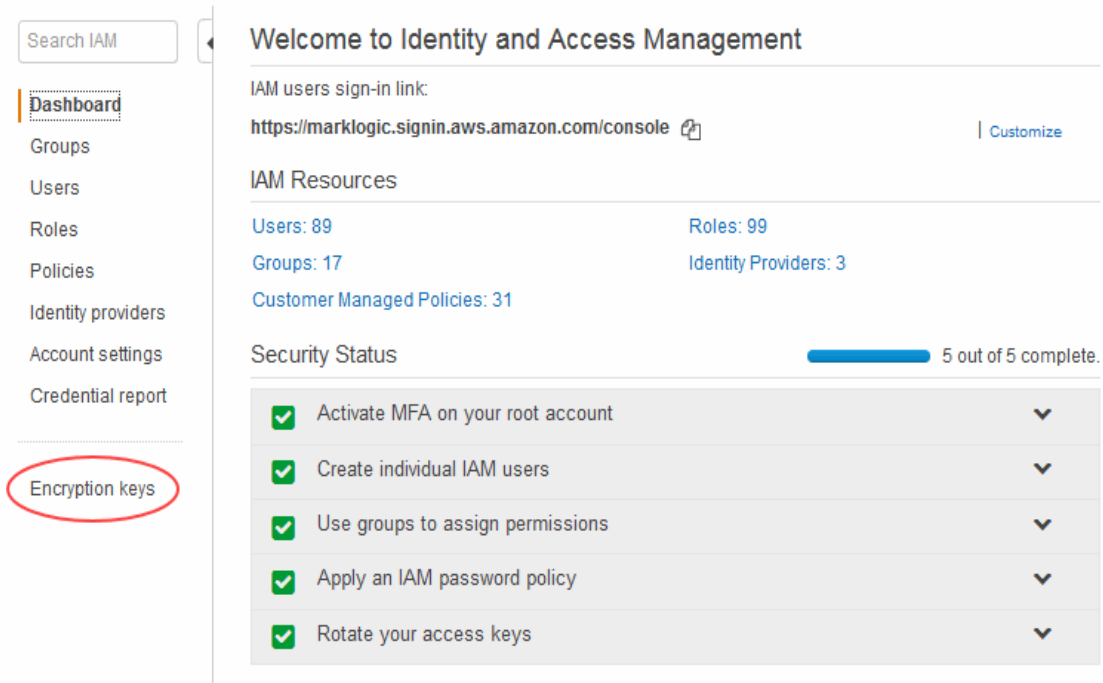 Search IAM
Dashboard
Groups
Users
Roles
Policies
Identity providers
Account settings
Credential report
Encryption keys
Welcome to Identity and Access Management
IAM users sign-in link:
https://marklogic.signin.aws.amazon.com/console
Customize
IAM Resources
Users: 89
Roles: 99
Groups: 17
Identity Providers: 3
Customer Managed Policies: 31
Security Status
5 out of 5 complete.
Activate MFA on your root account
Create individual IAM users
Use groups to assign permissions
Apply an IAM password policy
Rotate your access keys